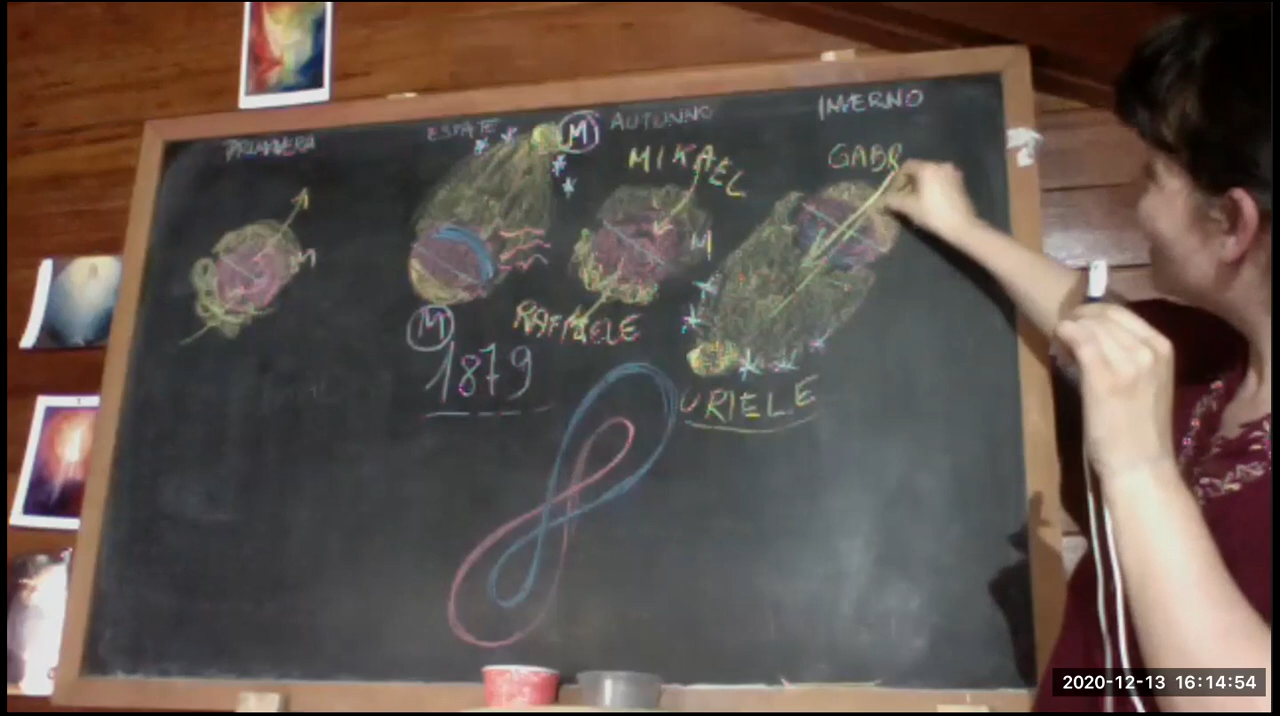 PRIMAVERA
ESTATE
AUTUNNO
INVERNO
M
MIKAEL
GABR
M
M
M
RAFFAELE
1879
URIELE
2020-12-13 16:14:54